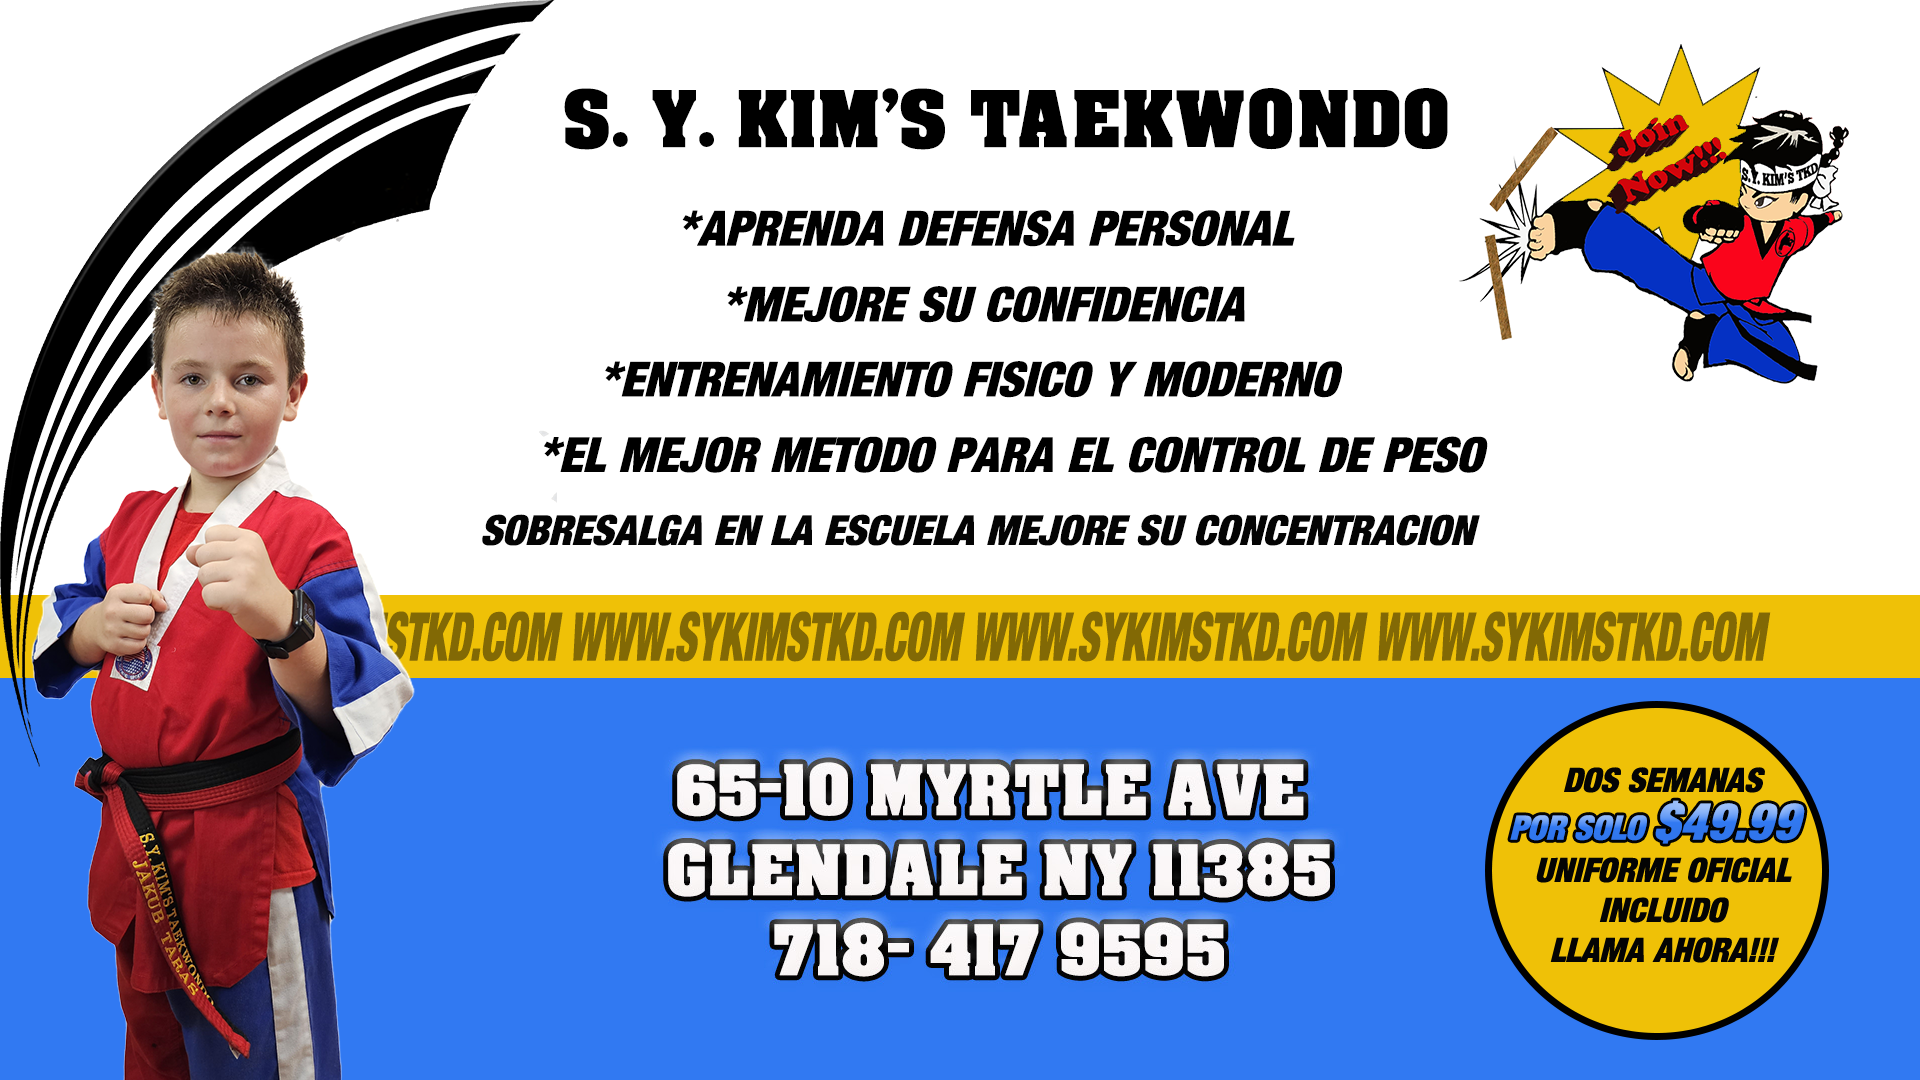 S. Y. KIM'S TAEKWONDO
Join
Now!!!
S.Y. KIM'S TKD
*APRENDA DEFENSA PERSONAL
*MEJORE SU CONFIDENCIA
*ENTRENAMIENTO FISICO Y MODERNO
*EL MEJOR METODO PARA EL CONTROL DE PESO
SOBRESALGA EN LA ESCUELA MEJORE SU CONCENTRACION
STKD.COM WWW.SYKIMSTKD.COM WWW.SYKIMSTKD.COM WWW.SYKIMSTKD.COM
65-10 MYRTLE AVE
GLENDALE NY 11385
718- 417 9595
DOS SEMANAS
POR SOLO $49.99
UNIFORME OFICIAL
INCLUIDO
LLAMA AHORA!!!
S.Y. KIM'S TAEKWONDO
JAKUB TARAS